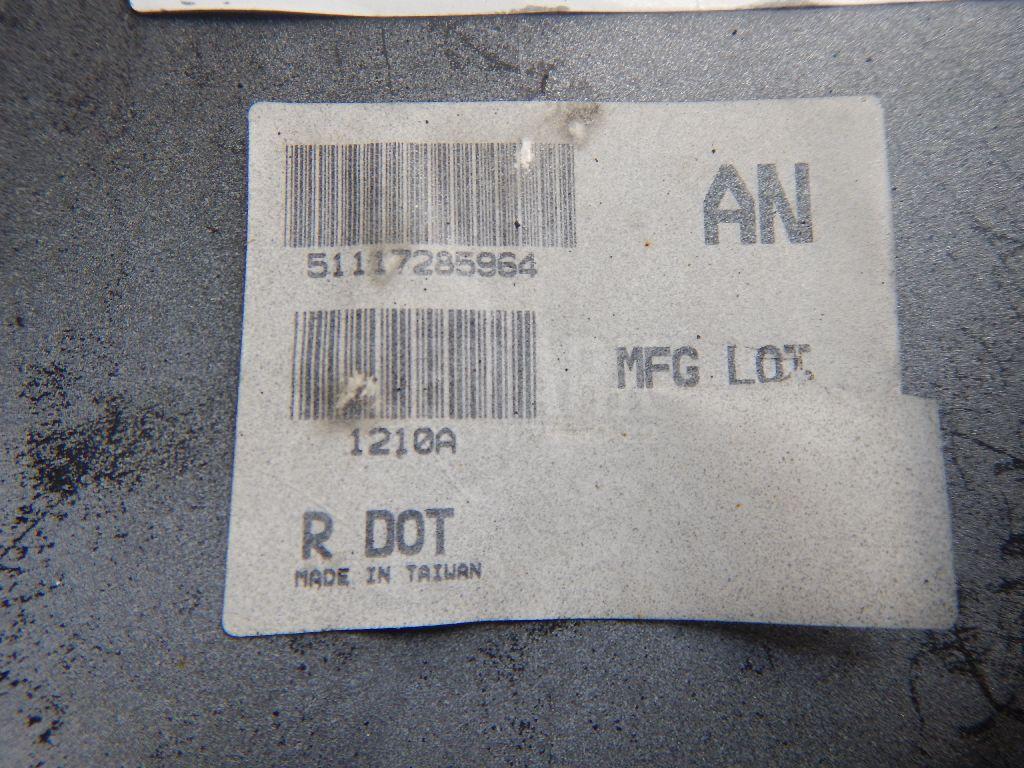 AN
51117285964
MFG LOT
1210A
R DOT
MADE IN TAIWAN